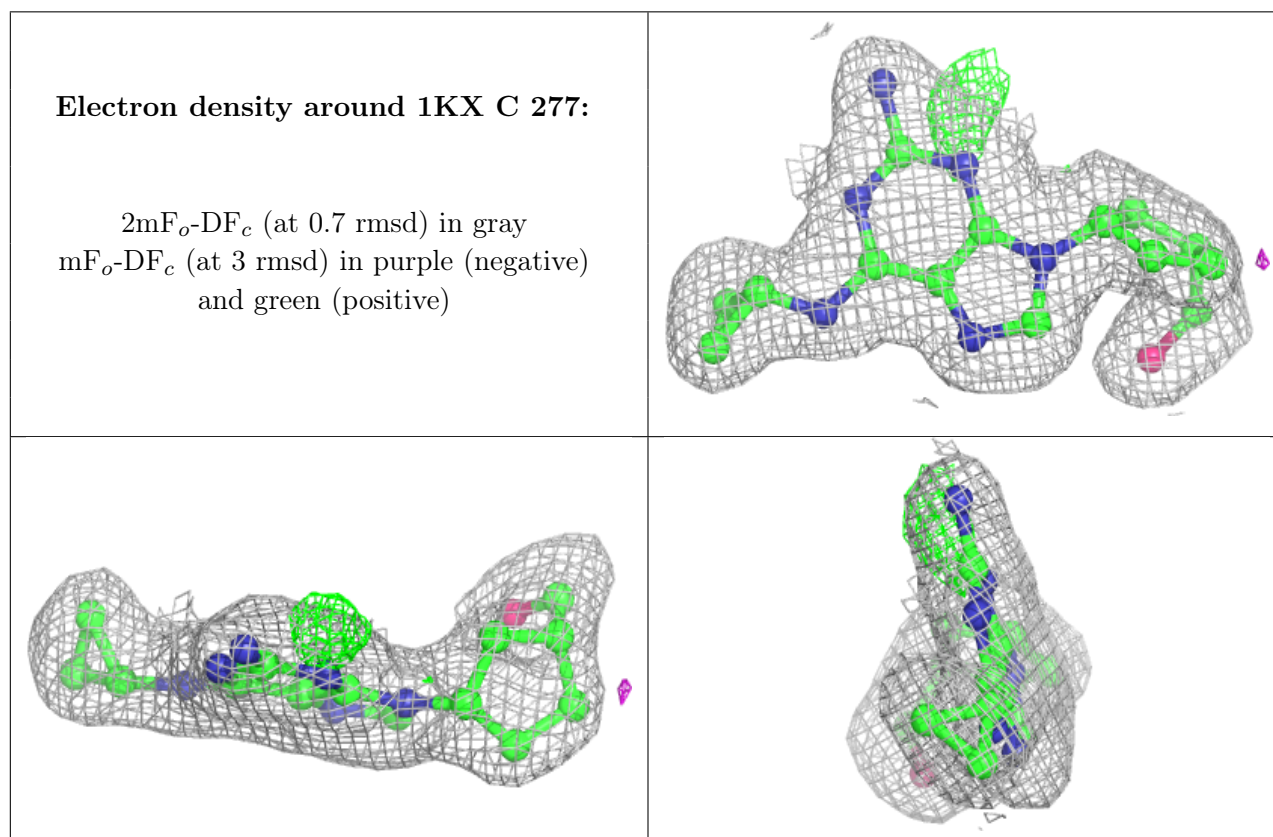 Electron density around 1KX C 277:
2mFo-DFc (at 0.7 rmsd) in gray
mFo-DFc (at 3 rmsd) in purple (negative)
and green (positive)